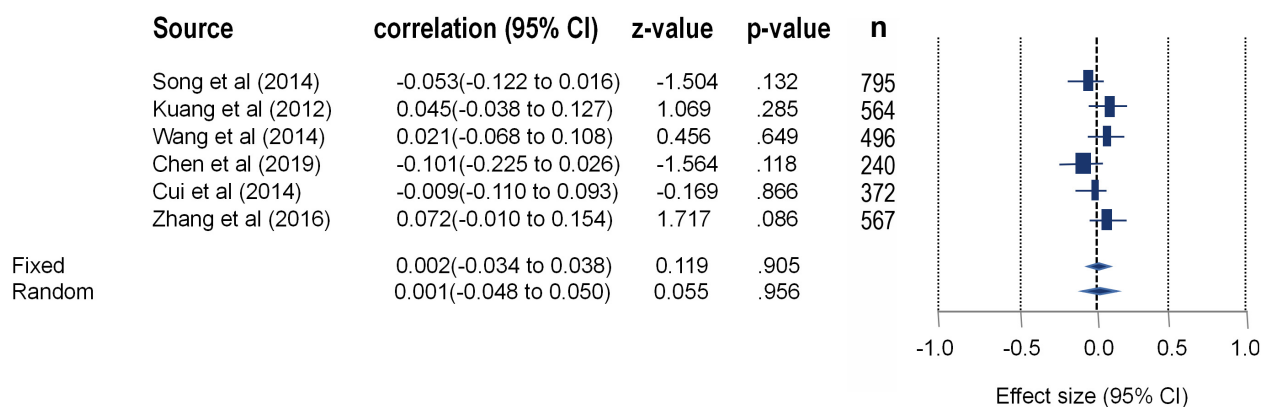 Source correlation (95% CI) z-value p-value n
Song et al (2014) -0.053(-0.122 to 0.016) -1.504 .132 795
Kuang et al (2012) 0.045(-0.038 to 0.127) 1.069 .285 564
Wang et al (2014) 0.021(-0.068 to 0.108) 0.456 .649 496
Chen et al (2019) -0.101(-0.225 to 0.026) -1.564 .118 240
Cui et al (2014) -0.009(-0.110 to 0.093) -0.169 .866 372
Zhang et al (2016) 0.072(-0.010 to 0.154) 1.717 .086 567
Fixed 0.002(-0.034 to 0.038) 0.119 .905
Random 0.001(-0.048 to 0.050) 0.055 .956
-1.0 -0.5 0.0 0.5 1.0
Effect size (95% CI)